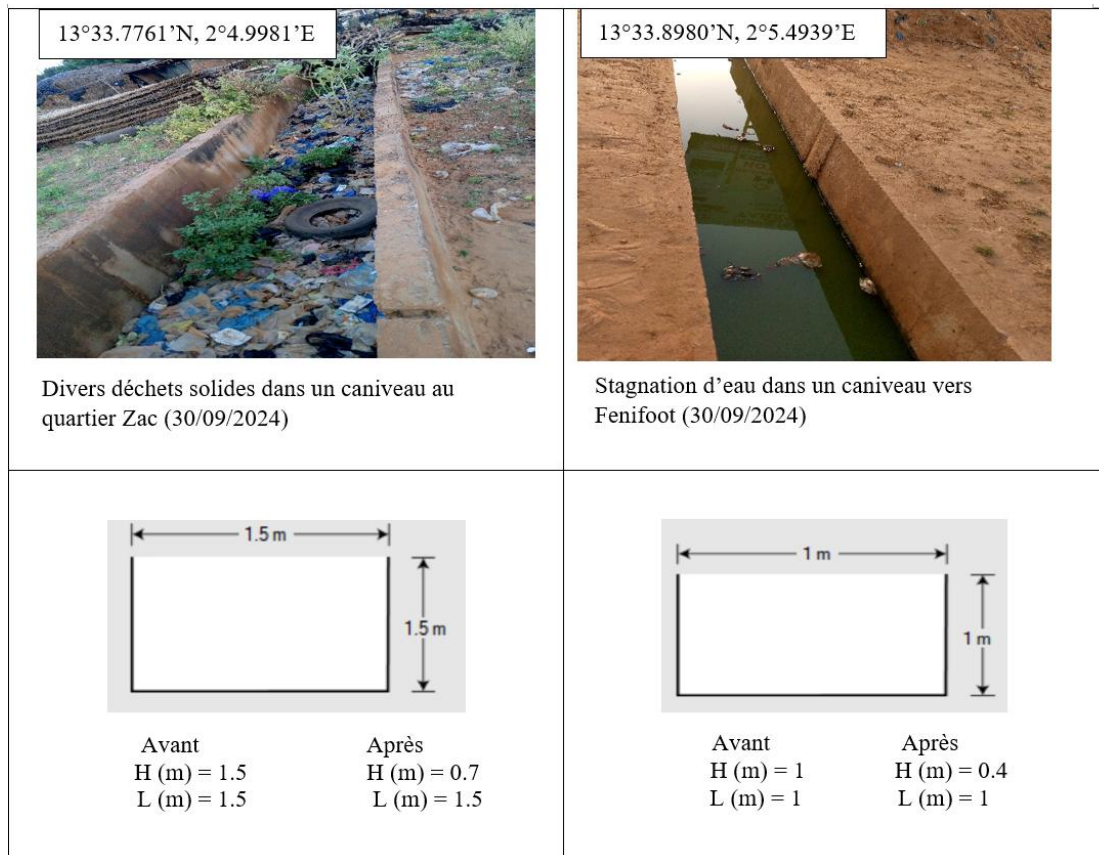 13°33.7761’N, 2°4.9981’E
13°33.8980’N, 2°5.4939’E
Divers déchets solides dans un caniveau au
quartier Zac (30/09/2024)
Stagnation d’eau dans un caniveau vers
Fenifoot (30/09/2024)
1.5 m
1.5 m
Avant
H (m) = 1.5
L (m) = 1.5
Après
H (m) = 0.7
L (m) = 1.5
1 m
1 m
Avant
H (m) = 1
L (m) = 1
Après
H (m) = 0.4
L (m) = 1